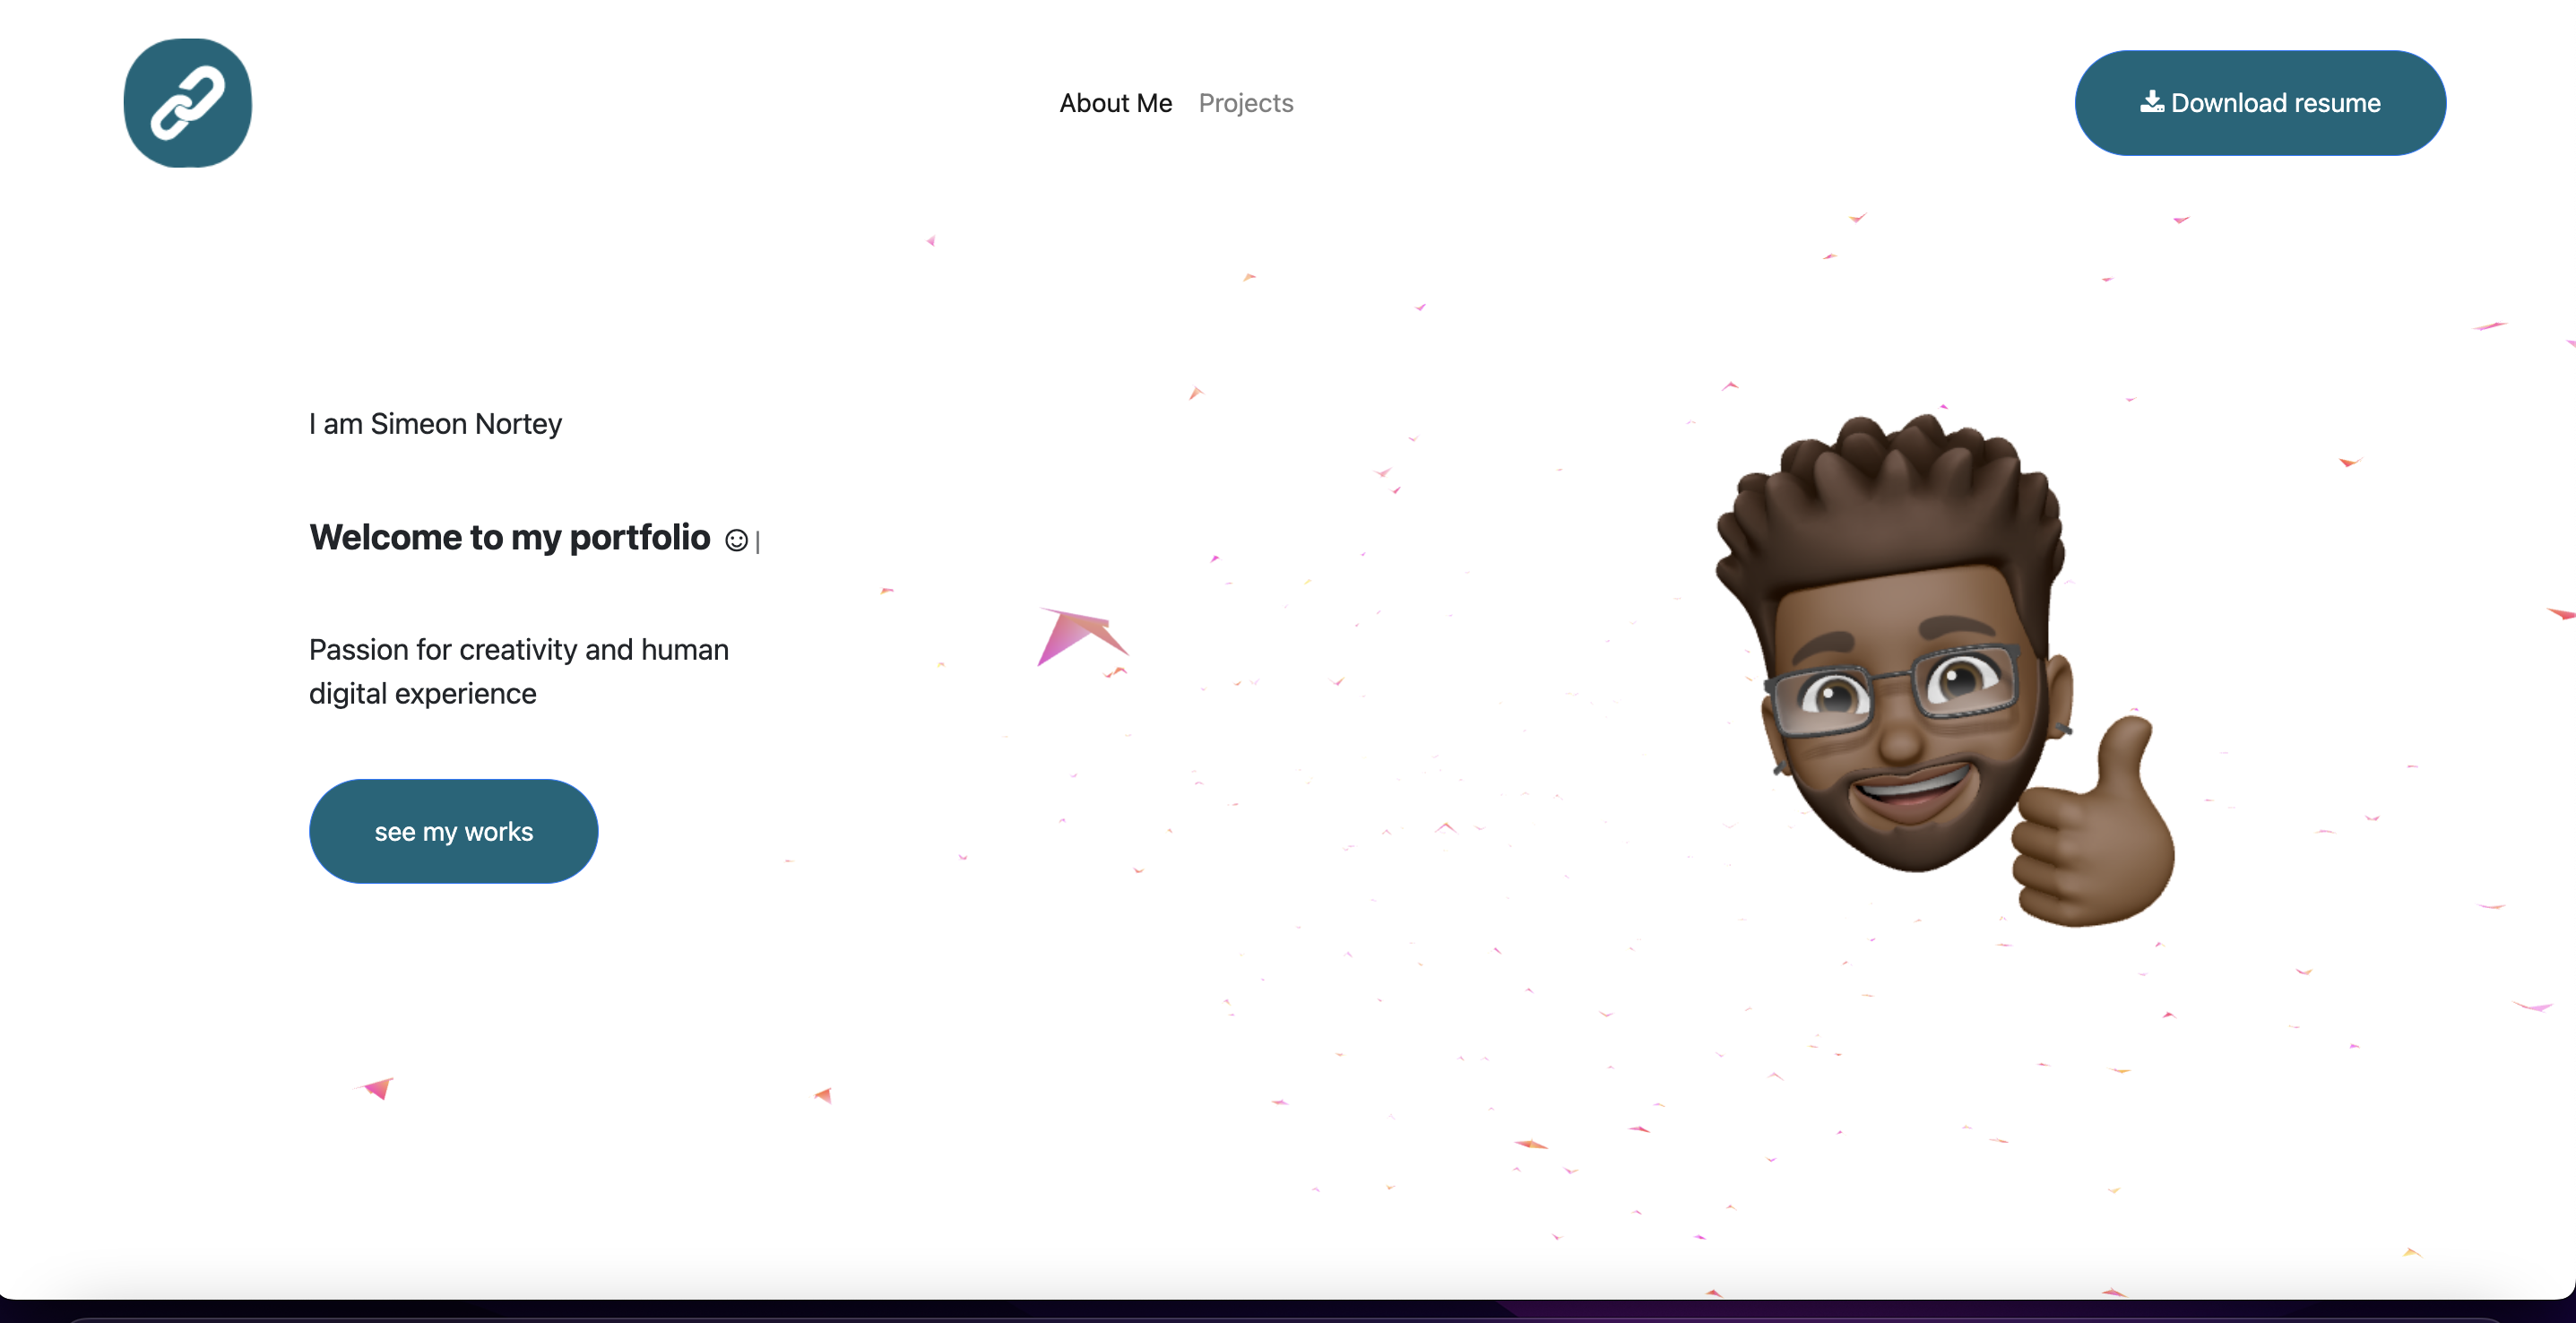 About Me Projects
Download resume
I am Simeon Nortey
Welcome to my portfolio ☺|
Passion for creativity and human
digital experience
see my works